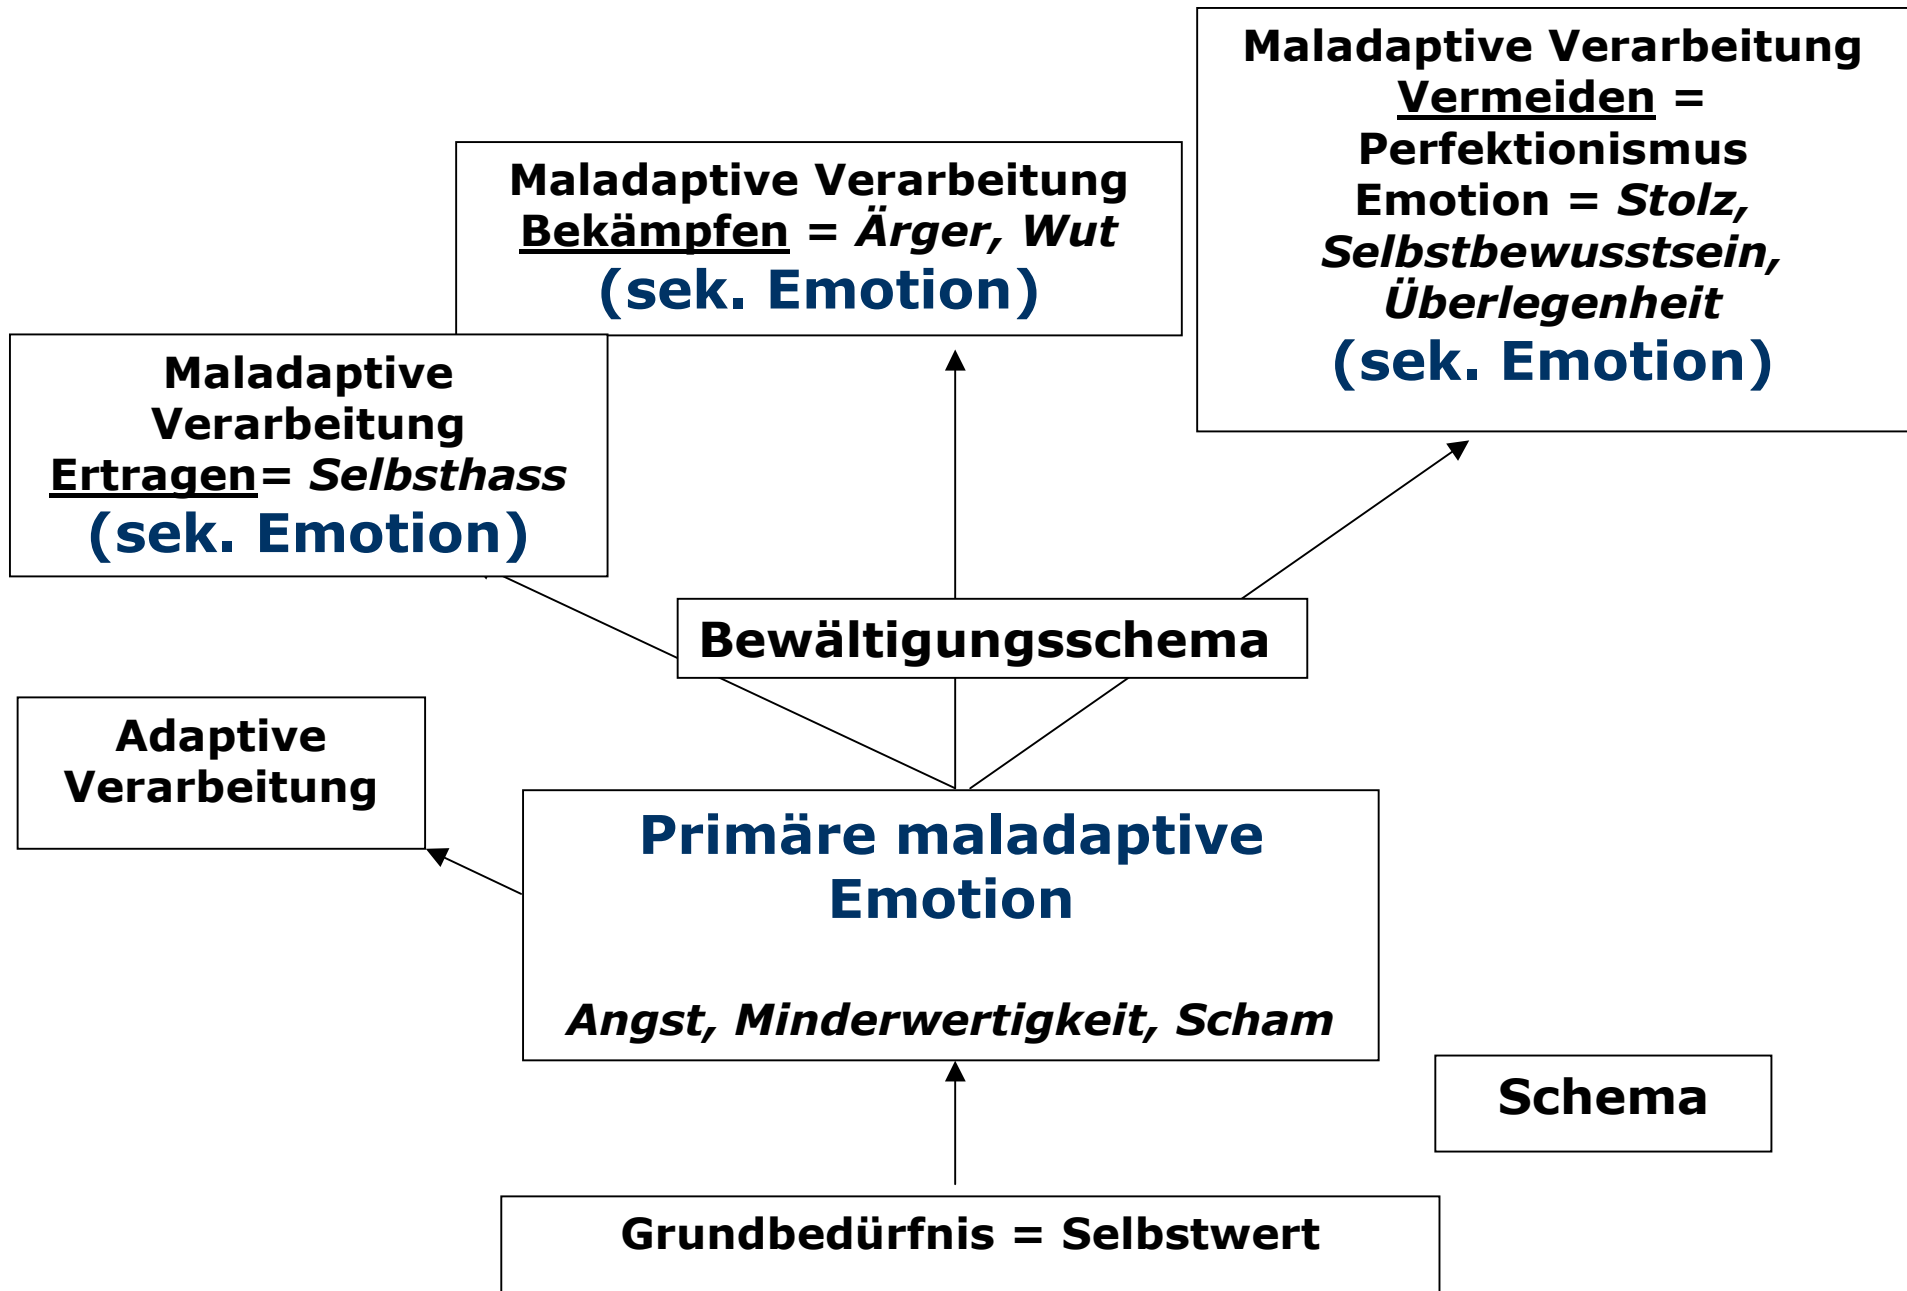 Maladaptive Verarbeitung
Vermeiden =
Perfektionismus
Emotion = Stolz,
Selbstbewusstsein,
Überlegenheit
(sek. Emotion)
Maladaptive Verarbeitung
Bekämpfen = Ärger, Wut
(sek. Emotion)
Maladaptive
Verarbeitung
Ertragen= Selbsthass
(sek. Emotion)
Bewältigungsschema
Adaptive
Verarbeitung
Primäre maladaptive
Emotion
Angst, Minderwertigkeit, Scham
Schema
Grundbedürfnis = Selbstwert